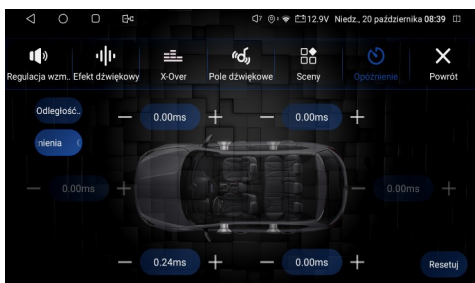 7 12.9V Niedz., 20 października 08:39
Regulacja wzm.. Efekt dźwiękowy X-Over Pole dźwiękowe Sceny Opóźnienie Powrót
Odległość..
0.00ms 0.00ms
nienia
0.00ms 0.00ms
0.24ms 0.00ms
Resetuj